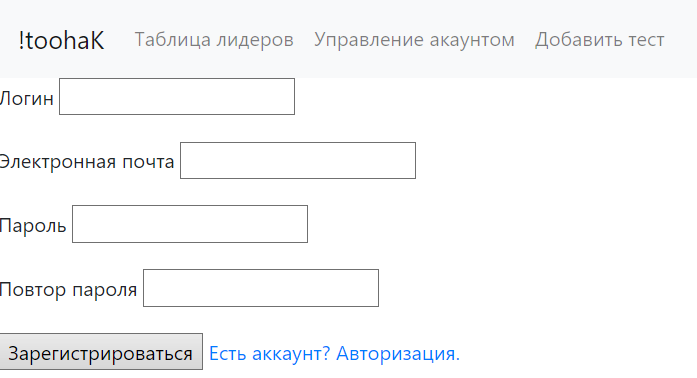 !toohaK Таблица лидеров Управление акаунтом Добавить тест
Логин
Электронная почта
Пароль
Повтор пароля
Зарегистрироваться Есть аккаунт? Авторизация.